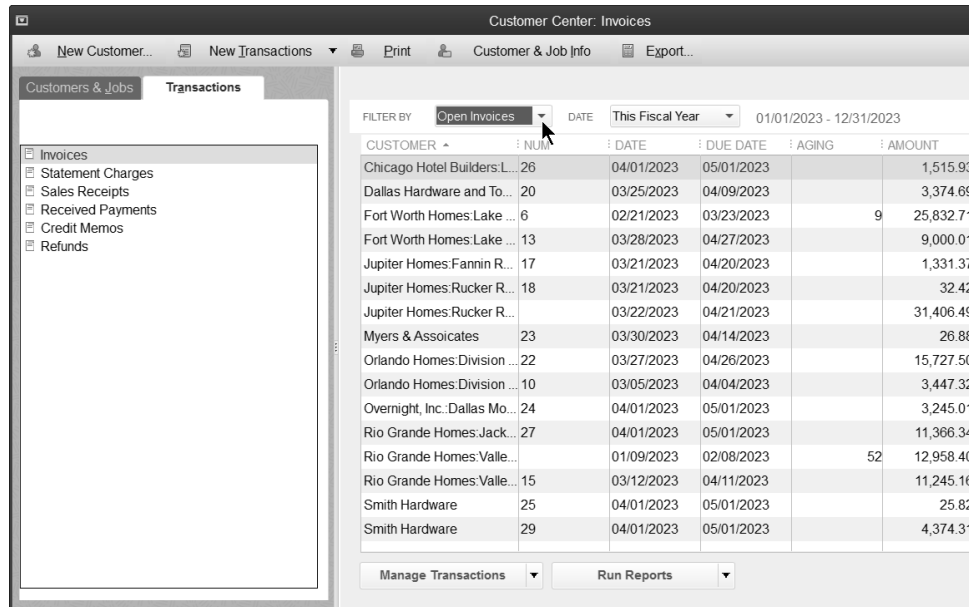 Customer Center: Invoices
New Customer... New Transactions Print Customer & Job Info Export...
Customers & Jobs Transactions
FILTER BY Open Invoices DATE This Fiscal Year 01/01/2023 - 12/31/2023
CUSTOMER NUM DATE DUE DATE AGING AMOUNT
Invoices
Statement Charges
Sales Receipts
Received Payments
Credit Memos
Refunds
Chicago Hotel Builders:L... 26 04/01/2023 05/01/2023 1,515.93
Dallas Hardware and To... 20 03/25/2023 04/09/2023 3,374.69
Fort Worth Homes:Lake ... 6 02/21/2023 03/23/2023 9 25,832.71
Fort Worth Homes:Lake ... 13 03/28/2023 04/27/2023 9,000.01
Jupiter Homes:Fannin R... 17 03/21/2023 04/20/2023 1,331.37
Jupiter Homes:Rucker R... 18 03/21/2023 04/20/2023 32.42
Jupiter Homes:Rucker R... 03/22/2023 04/21/2023 31,406.49
Myers & Assoicates 23 03/30/2023 04/14/2023 26.88
Orlando Homes:Division ... 22 03/27/2023 04/26/2023 15,727.50
Orlando Homes:Division ... 10 03/05/2023 04/04/2023 3,447.32
Overnight, Inc.:Dallas Mo... 24 04/01/2023 05/01/2023 3,245.01
Rio Grande Homes:Jack... 27 04/01/2023 05/01/2023 11,366.34
Rio Grande Homes:Valle... 01/09/2023 02/08/2023 52 12,958.40
Rio Grande Homes:Valle... 15 03/12/2023 04/11/2023 11,245.16
Smith Hardware 25 04/01/2023 05/01/2023 25.82
Smith Hardware 29 04/01/2023 05/01/2023 4,374.31
Manage Transactions Run Reports